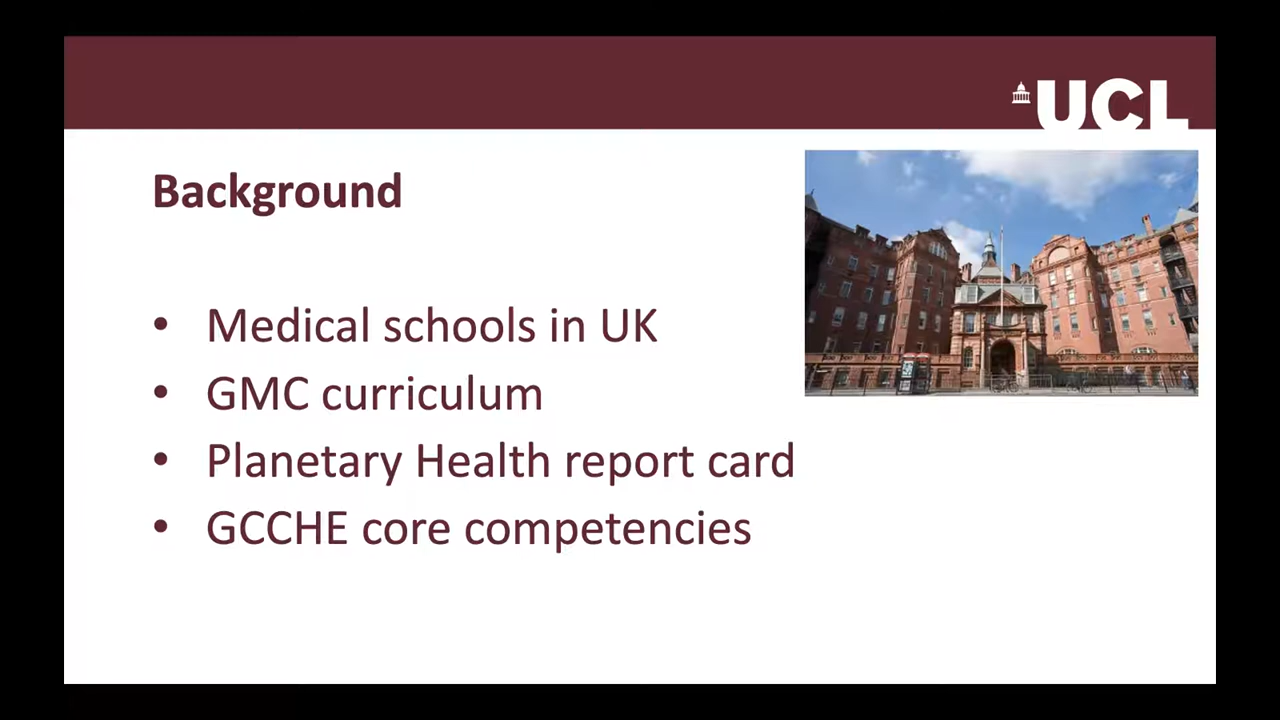 UCL
Background
• Medical schools in UK
• GMC curriculum
• Planetary Health report card
• GCCHE core competencies